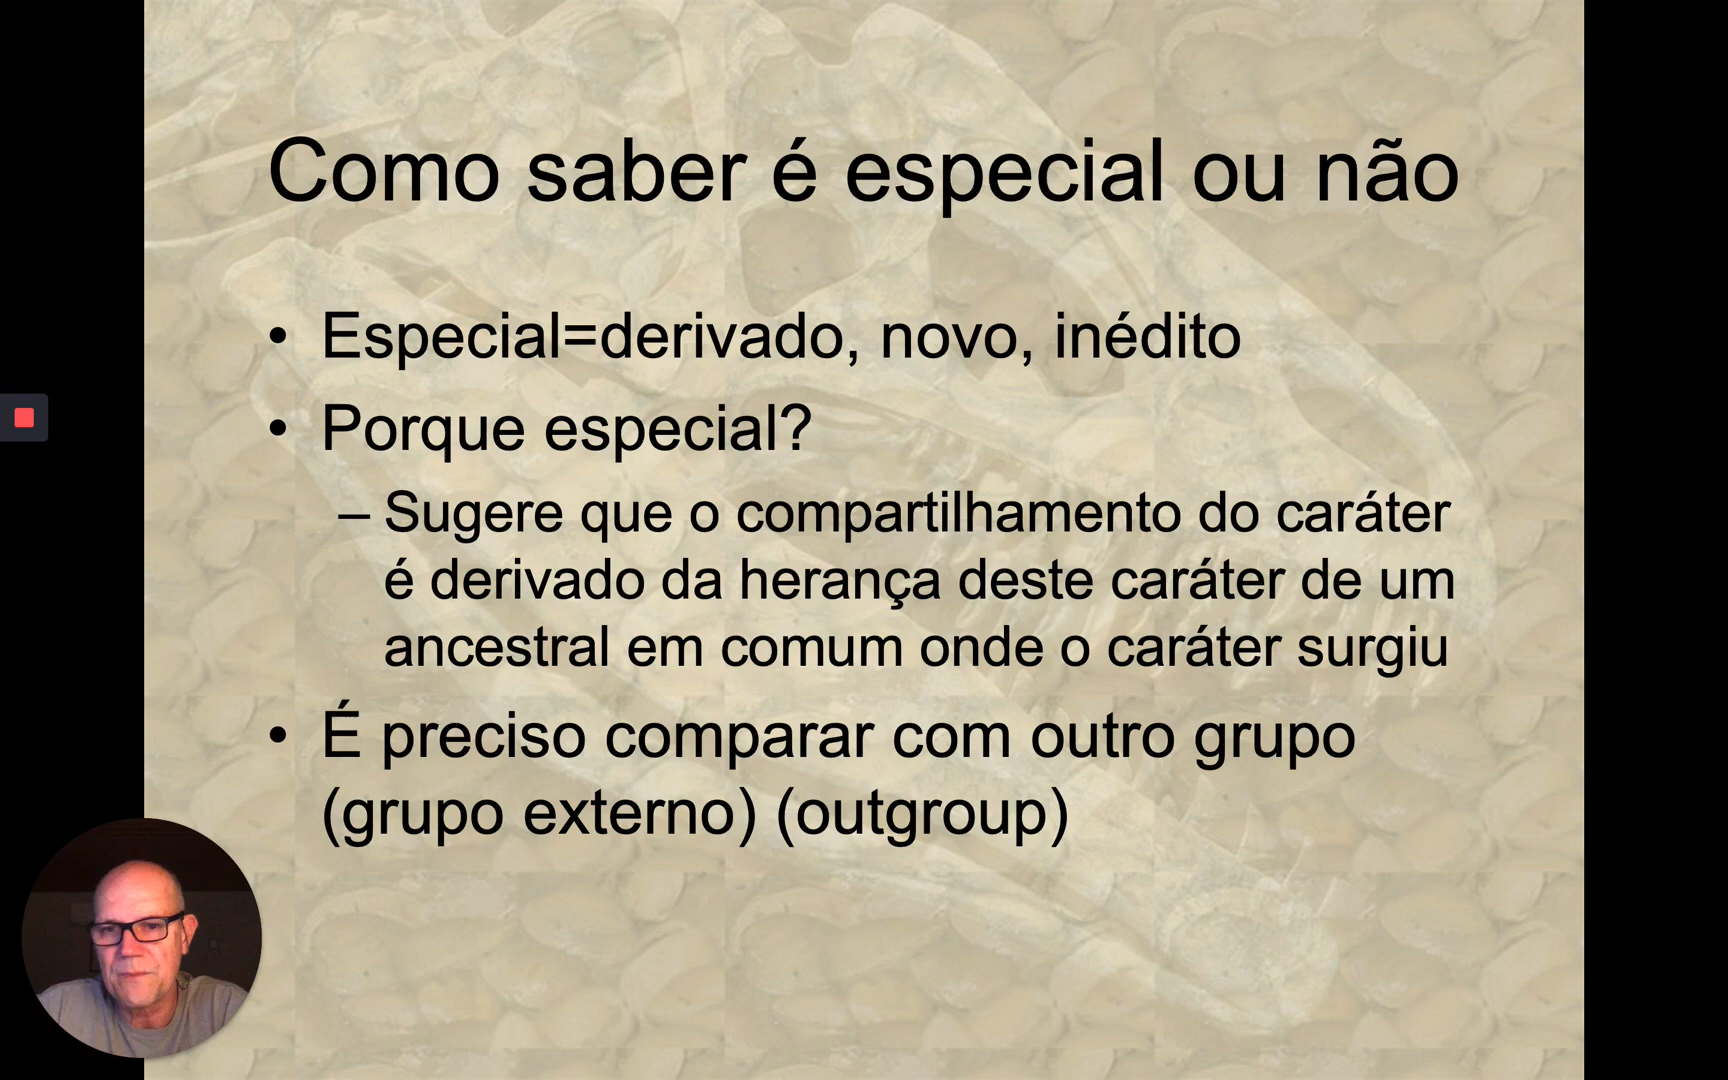 Como saber é especial ou não
• Especial=derivado, novo, inédito
• Porque especial?
– Sugere que o compartilhamento do caráter
é derivado da herança deste caráter de um
ancestral em comum onde o caráter surgiu
• É preciso comparar com outro grupo
(grupo externo) (outgroup)